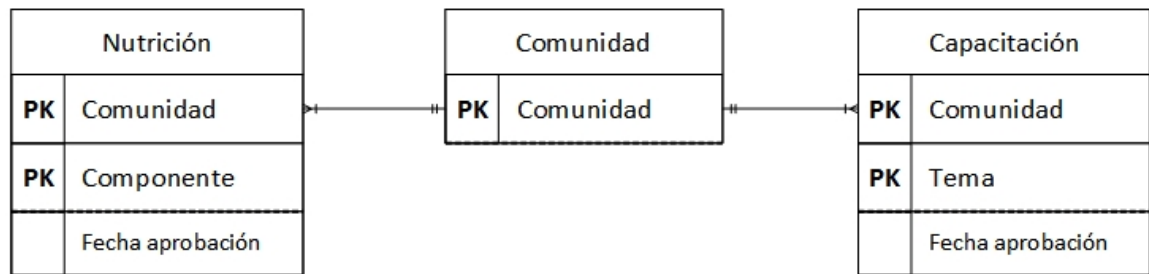 Nutrición
PK Comunidad
PK Componente
Fecha aprobación
Comunidad
PK Comunidad
Capacitación
PK Comunidad
PK Tema
Fecha aprobación